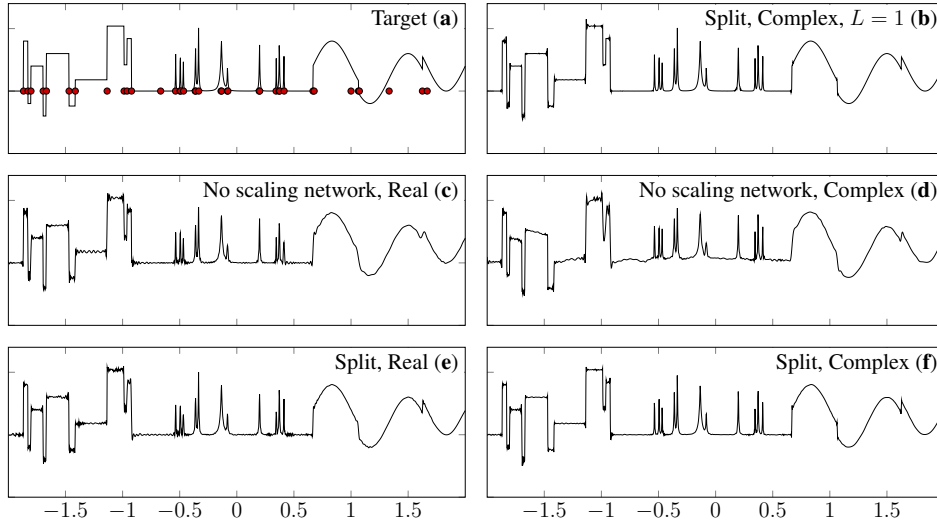 Target (a)
Split, Complex, L = 1 (b)
No scaling network, Real (c)
No scaling network, Complex (d)
Split, Real (e)
Split, Complex (f)
−1.5 −1 −0.5 0 0.5 1 1.5
−1.5 −1 −0.5 0 0.5 1 1.5